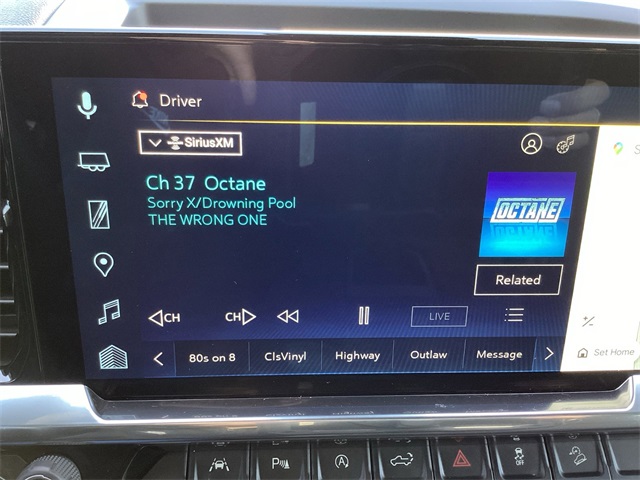 Driver
SiriusXM
Ch 37 Octane
Sorry X/Drowning Pool
THE WRONG ONE
OCTANE
Related
CH
CH
LIVE
80s on 8
ClsVinyl
Highway
Outlaw
Message
Set Home
P
A
OFF